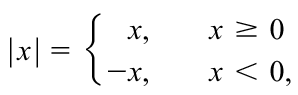 |x| = { x, x ≥ 0
−x, x < 0,